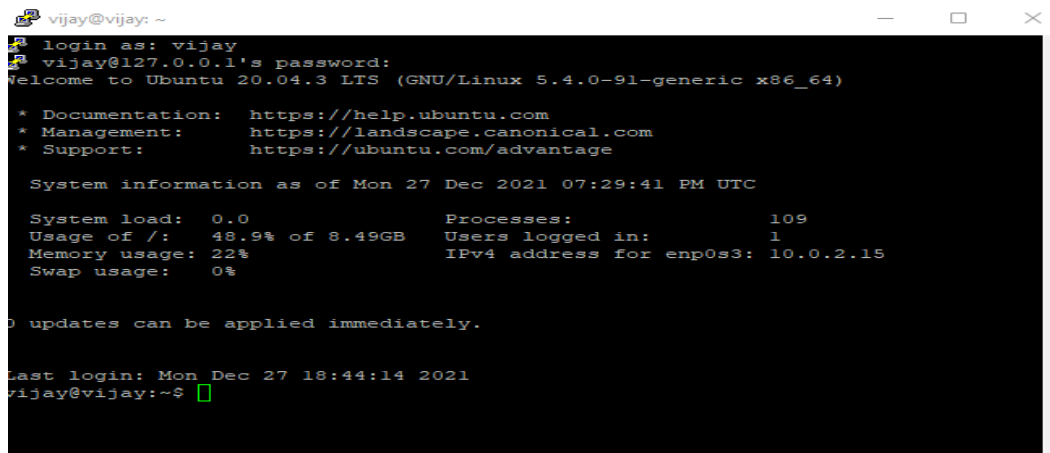 vijay@vijay: ~
login as: vijay
vijay@127.0.0.1's password:
Welcome to Ubuntu 20.04.3 LTS (GNU/Linux 5.4.0-91-generic x86_64)
* Documentation: https://help.ubuntu.com
* Management: https://landscape.canonical.com
* Support: https://ubuntu.com/advantage
System information as of Mon 27 Dec 2021 07:29:41 PM UTC
System load: 0.0 Processes: 109
Usage of /: 48.9% of 8.49GB Users logged in: 1
Memory usage: 22% IPv4 address for enp0s3: 10.0.2.15
Swap usage: 0%
0 updates can be applied immediately.
Last login: Mon Dec 27 18:44:14 2021
vijay@vijay:~$